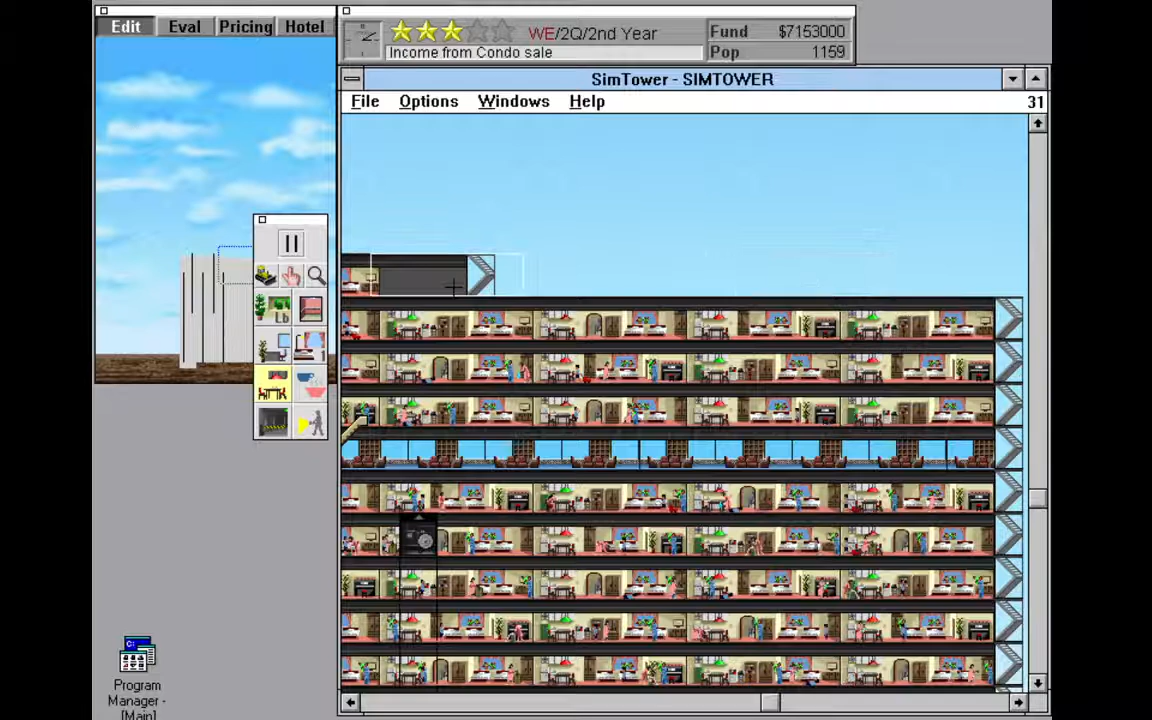 Edit Eval Pricing Hotel
WE/2Q/2nd Year
Income from Condo sale
Fund $7153000
Pop 1159
SimTower - SIMTOWER
File Options Windows Help
31
Lb
Program
Manager -
[Main]